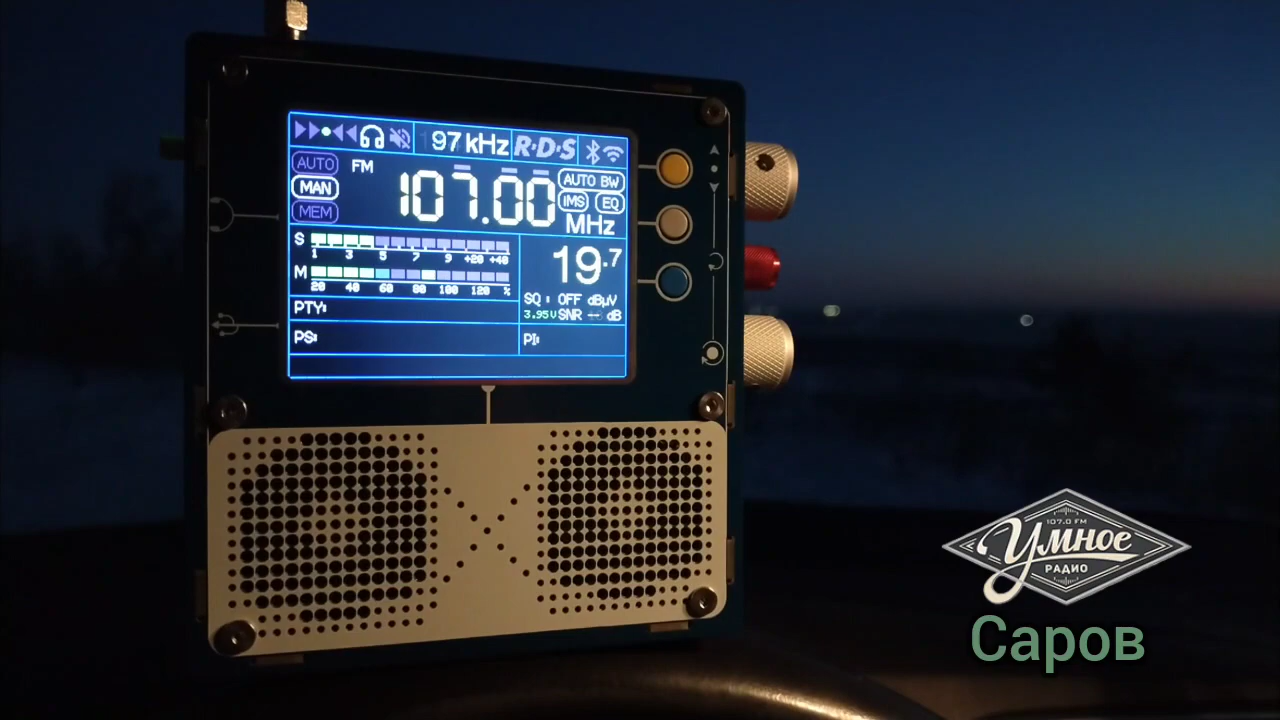 97 kHz R·D·S
AUTO FM AUTO BW
MAN 107.00 IMS EQ
MEM MHz
S
1 3 5 7 9 +20 +40
19.7
M
20 40 60 80 100 120 %
SQ : OFF dBµV
PTY: 3.95V SNR -- dB
PS: PI:
107.0 FM
Умное
РАДИО
Саров